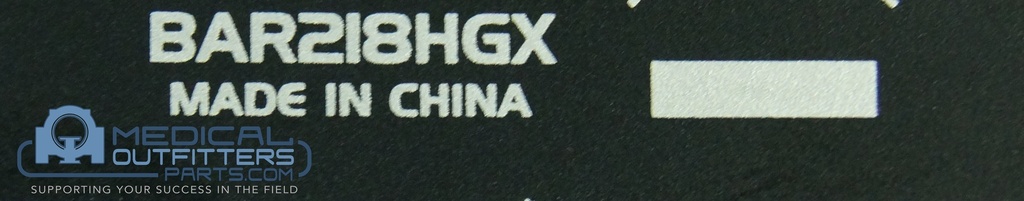 BAR218HGX
MADE IN CHINA
MEDICAL
OUTFITTERS
PARTS.COM
SUPPORTING YOUR SUCCESS IN THE FIELD